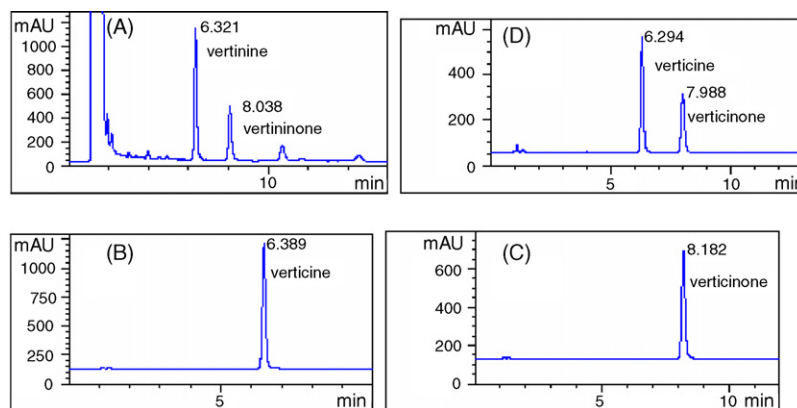 mAU
(A)
6.321
vertinine
8.038
vertininone
1000
800
600
400
200
0
10
min
mAU
(D)
6.294
verticine
7.988
verticinone
400
200
0
5
10
min
mAU
(B)
6.389
verticine
1000
750
500
250
0
5
min
mAU
(C)
8.182
verticinone
600
400
200
0
5
10
min